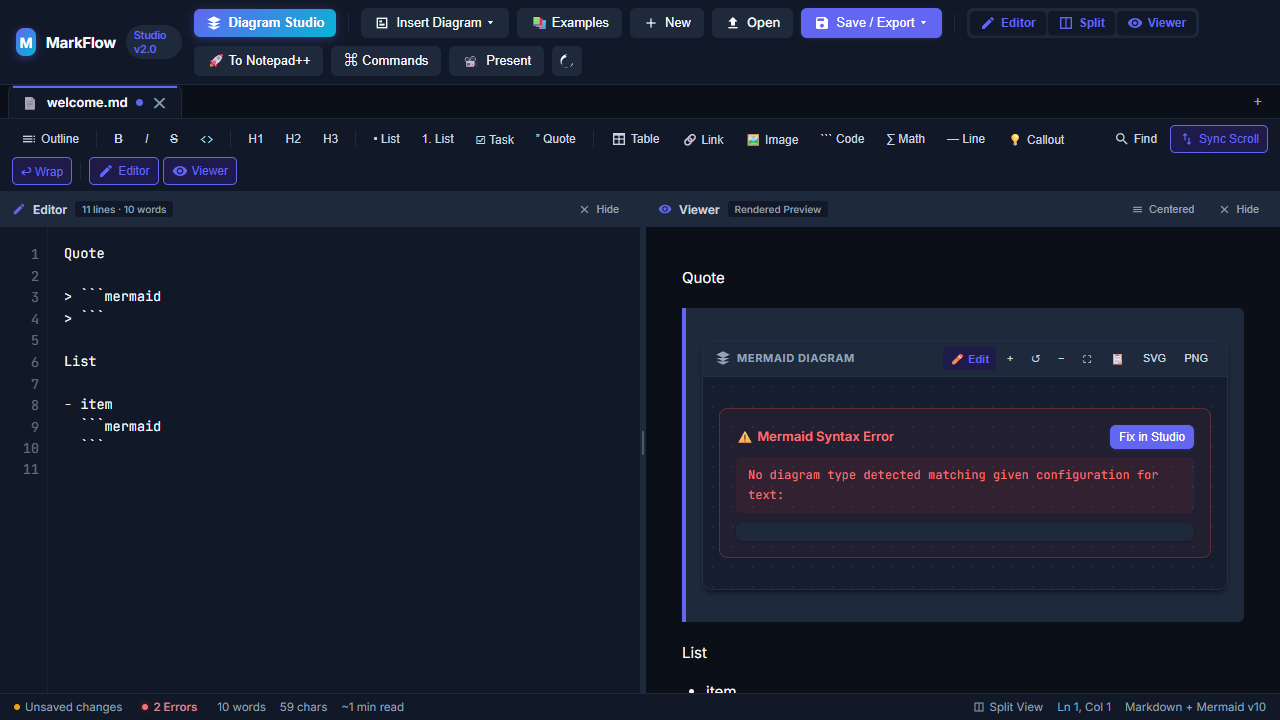 M MarkFlow Studio v2.0 Diagram Studio Insert Diagram Examples + New Open Save / Export Editor Split Viewer
To Notepad++ ⌘ Commands Present
welcome.md × +
Outline B I S <> H1 H2 H3 • List 1. List ☑ Task " Quote Table Link Image ``` Code ∑ Math — Line Callout Find Sync Scroll
↩ Wrap Editor Viewer
Editor 11 lines · 10 words × Hide
Viewer Rendered Preview ≡ Centered × Hide
1 Quote
2
3 > ```mermaid
4 > ```
5
6 List
7
8 - item
9 ```mermaid
10 ```
11
Quote
MERMAID DIAGRAM Edit + ↺ − ⛶ SVG PNG
Mermaid Syntax Error Fix in Studio
No diagram type detected matching given configuration for
text:
List
• item
Unsaved changes 2 Errors 10 words 59 chars ~1 min read Split View Ln 1, Col 1 Markdown + Mermaid v10